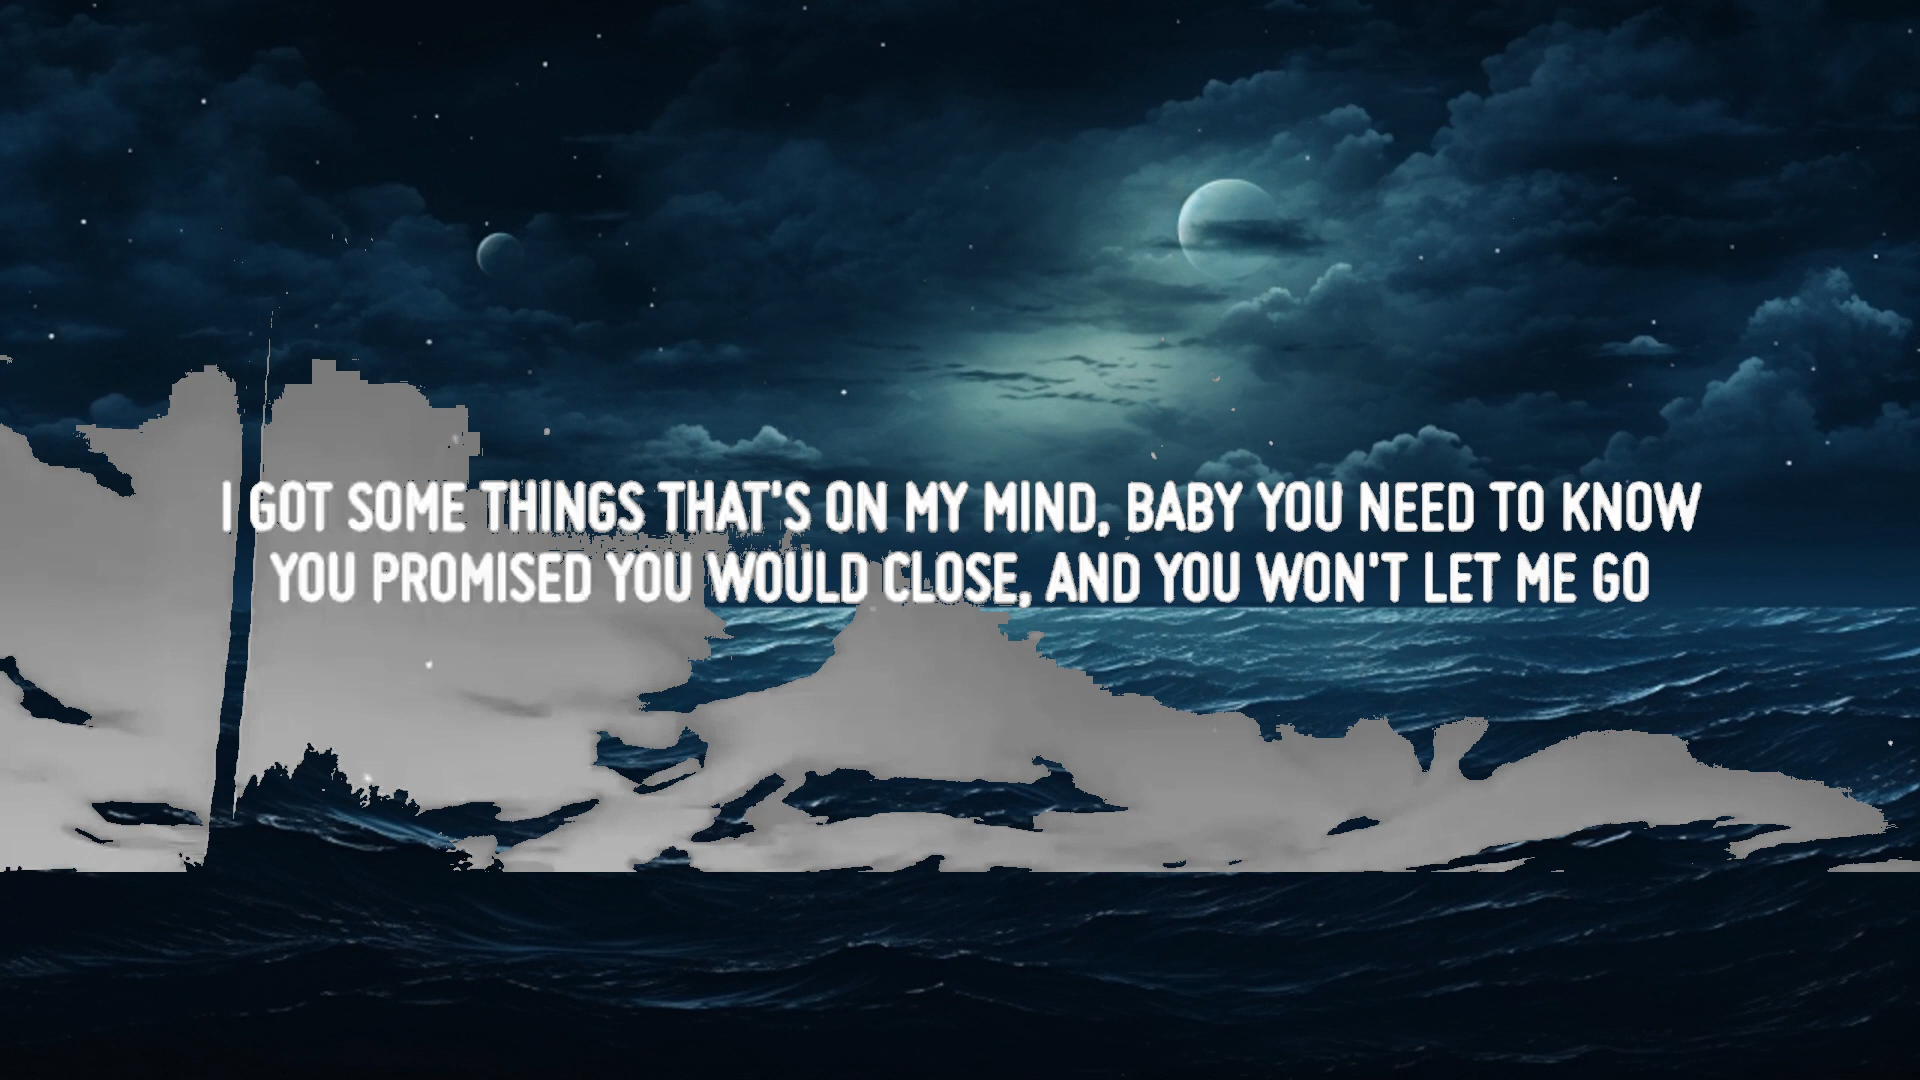 I GOT SOME THINGS THAT'S ON MY MIND, BABY YOU NEED TO KNOW
YOU PROMISED YOU WOULD CLOSE, AND YOU WON'T LET ME GO